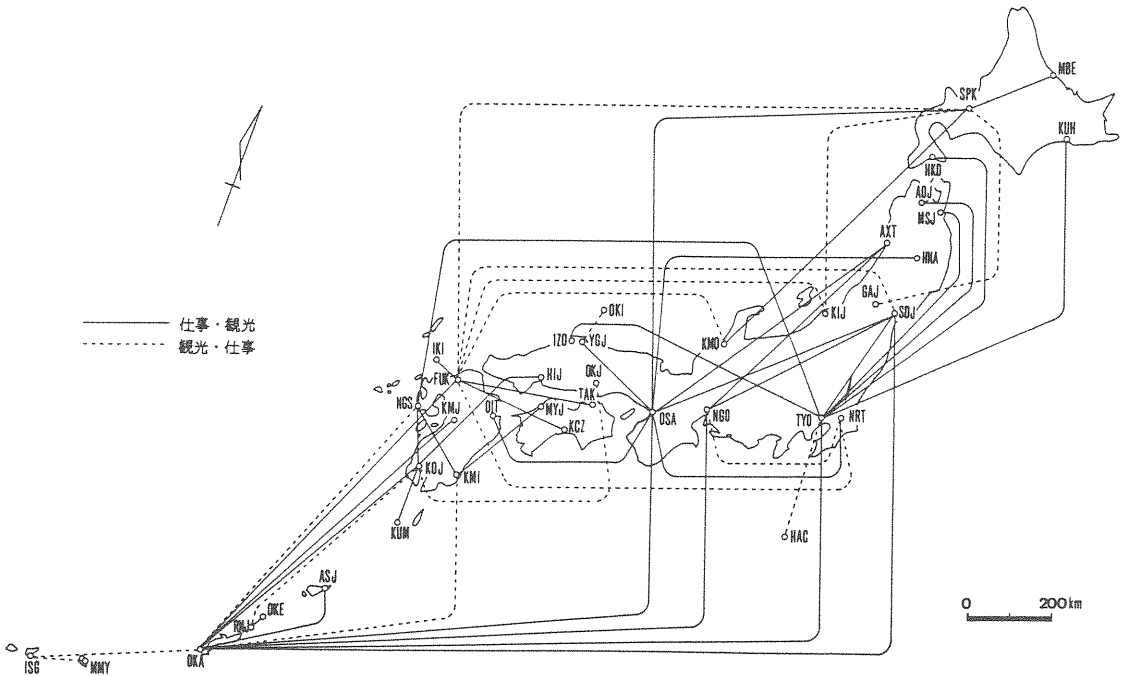 MBE
SPK
KUH
HKD
AOJ
MSJ
AXT
HNA
GAJ
OKI
KIJ
SDJ
仕事・観光
観光・仕事
IZO
YGJ
KMQ
IKI
FUK
HIJ
OKJ
TAK
NGS
KMJ
OIT
MYJ
OSA
NGO
TYO
NRT
KCZ
KOJ
KMI
KUM
HAC
ASJ
OKE
RNJ
0
200km
OKA
ISG
MMY